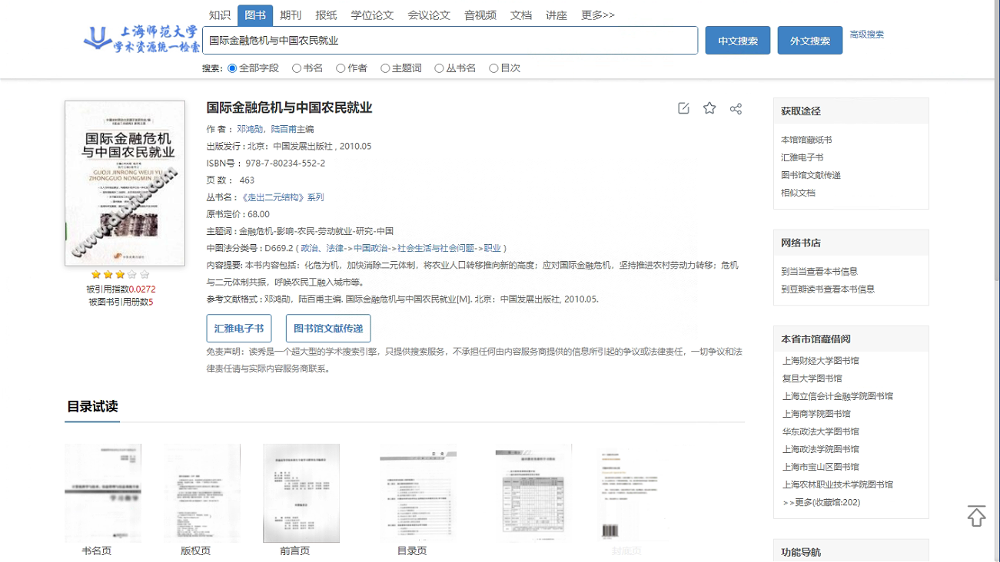 知识 图书 期刊 报纸 学位论文 会议论文 音视频 文档 讲座 更多>>
上海师范大学
学术资源统一检索
国际金融危机与中国农民就业
中文搜索 外文搜索 高级搜索
搜索: 全部字段 书名 作者 主题词 丛书名 目次
国际金融危机
与中国农民就业
GUOJI JINRONG WEIJI YU
ZHONGGUO NONGMIN JIU
被引用指数0.0272
被图书引用册数5
国际金融危机与中国农民就业
作 者： 邓鸿勋，陆百甫主编
出版发行 : 北京：中国发展出版社 , 2010.05
ISBN号 : 978-7-80234-552-2
页 数 : 463
丛书名 : 《走出二元结构》系列
原书定价 : 68.00
主题词 : 金融危机-影响-农民-劳动就业-研究-中国
中图法分类号 : D669.2 ( 政治、法律->中国政治->社会生活与社会问题->职业 )
内容提要: 本书内容包括：化危为机，加快消除二元体制，将农业人口转移推向新的高度；应对国际金融危机，坚持推进农村劳动力转移；危机
与二元体制共振，呼唤农民工融入城市等。
参考文献格式 : 邓鸿勋，陆百甫主编. 国际金融危机与中国农民就业[M]. 北京：中国发展出版社, 2010.05.
汇雅电子书 图书馆文献传递
免责声明：读秀是一个超大型的学术搜索引擎，只提供搜索服务，不承担任何由内容服务商提供的信息所引起的争议或法律责任，一切争议和法
律责任请与实际内容服务商联系。
目录试读
书名页 版权页 前言页 目录页 封底页
获取途径
本馆馆藏纸书
汇雅电子书
图书馆文献传递
相似文档
网络书店
到当当查看本书信息
到豆瓣读书查看本书信息
本省市馆藏借阅
上海财经大学图书馆
复旦大学图书馆
上海立信会计金融学院图书馆
上海商学院图书馆
华东政法大学图书馆
上海政法学院图书馆
上海市宝山区图书馆
上海农林职业技术学院图书馆
>>更多(收藏馆:202)
功能导航